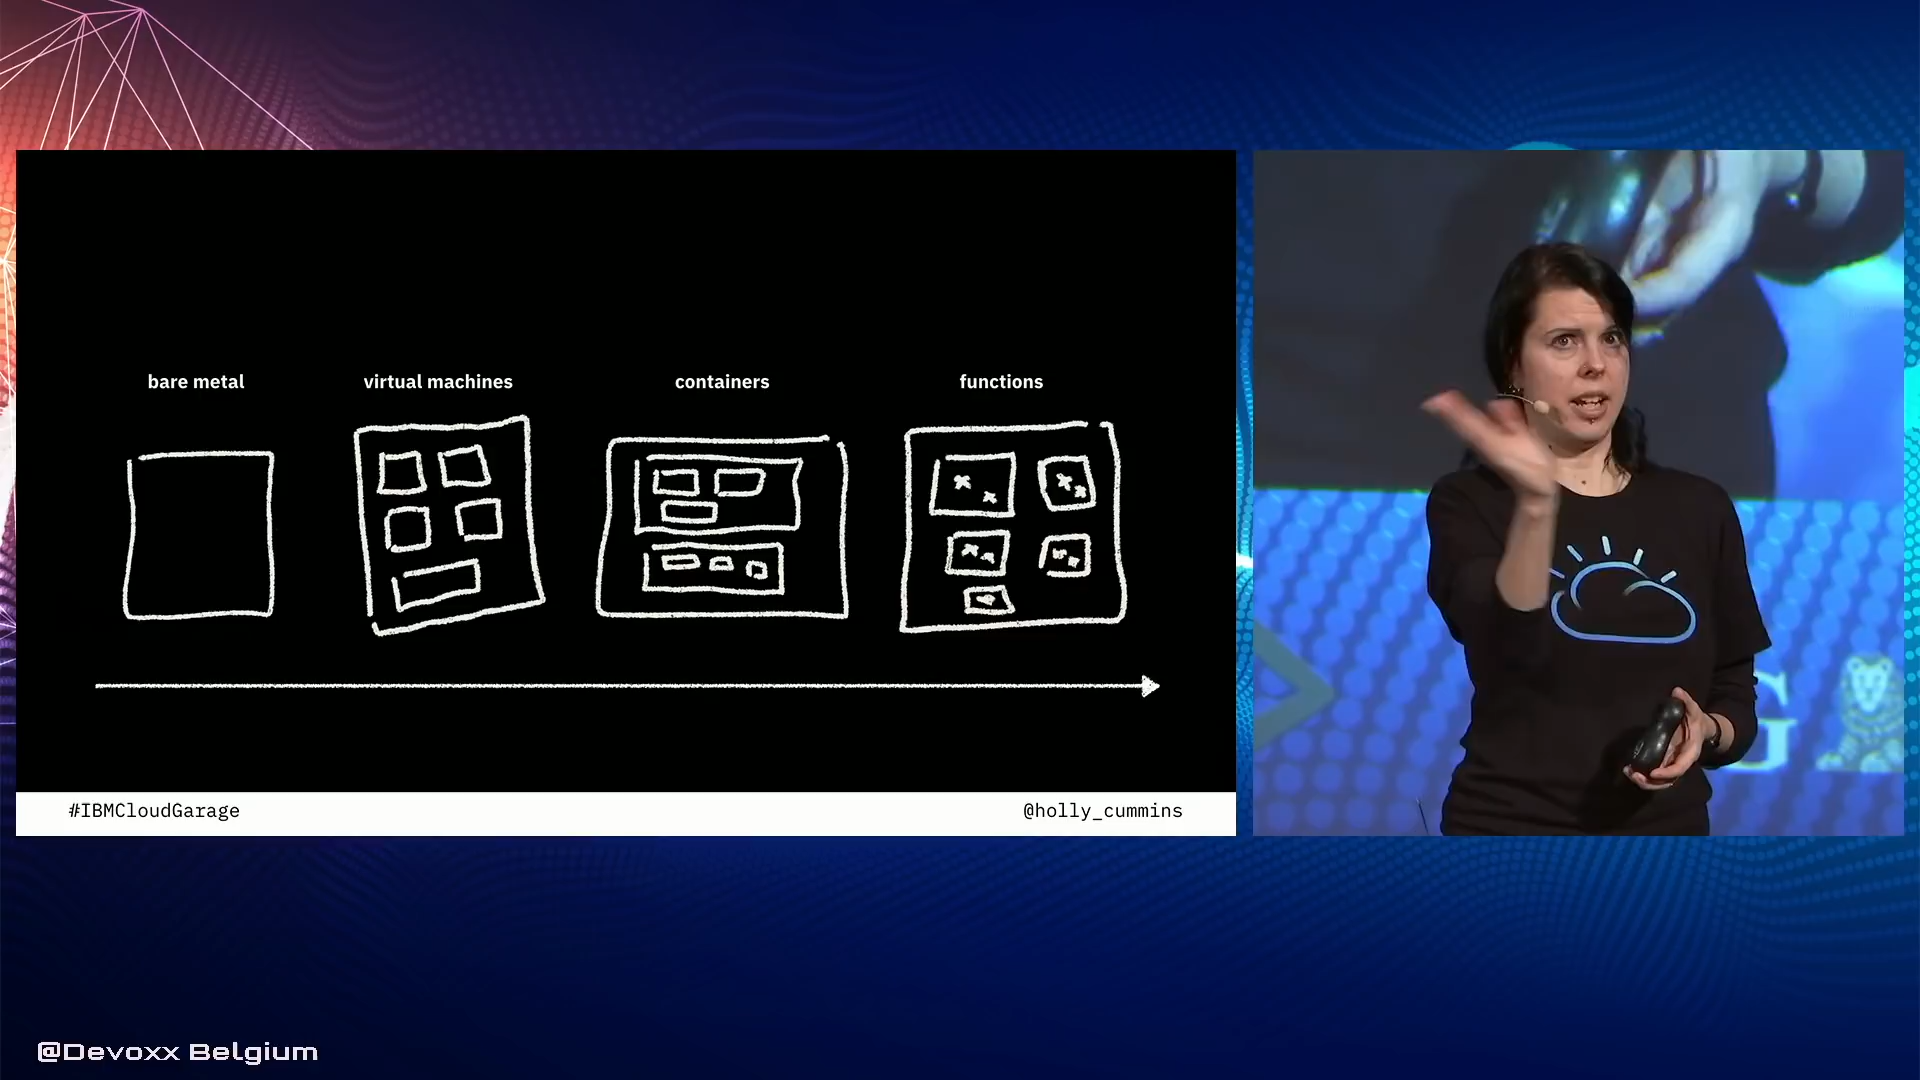 bare metal
virtual machines
containers
functions
#IBMCloudGarage
@holly_cummins
@Devoxx Belgium